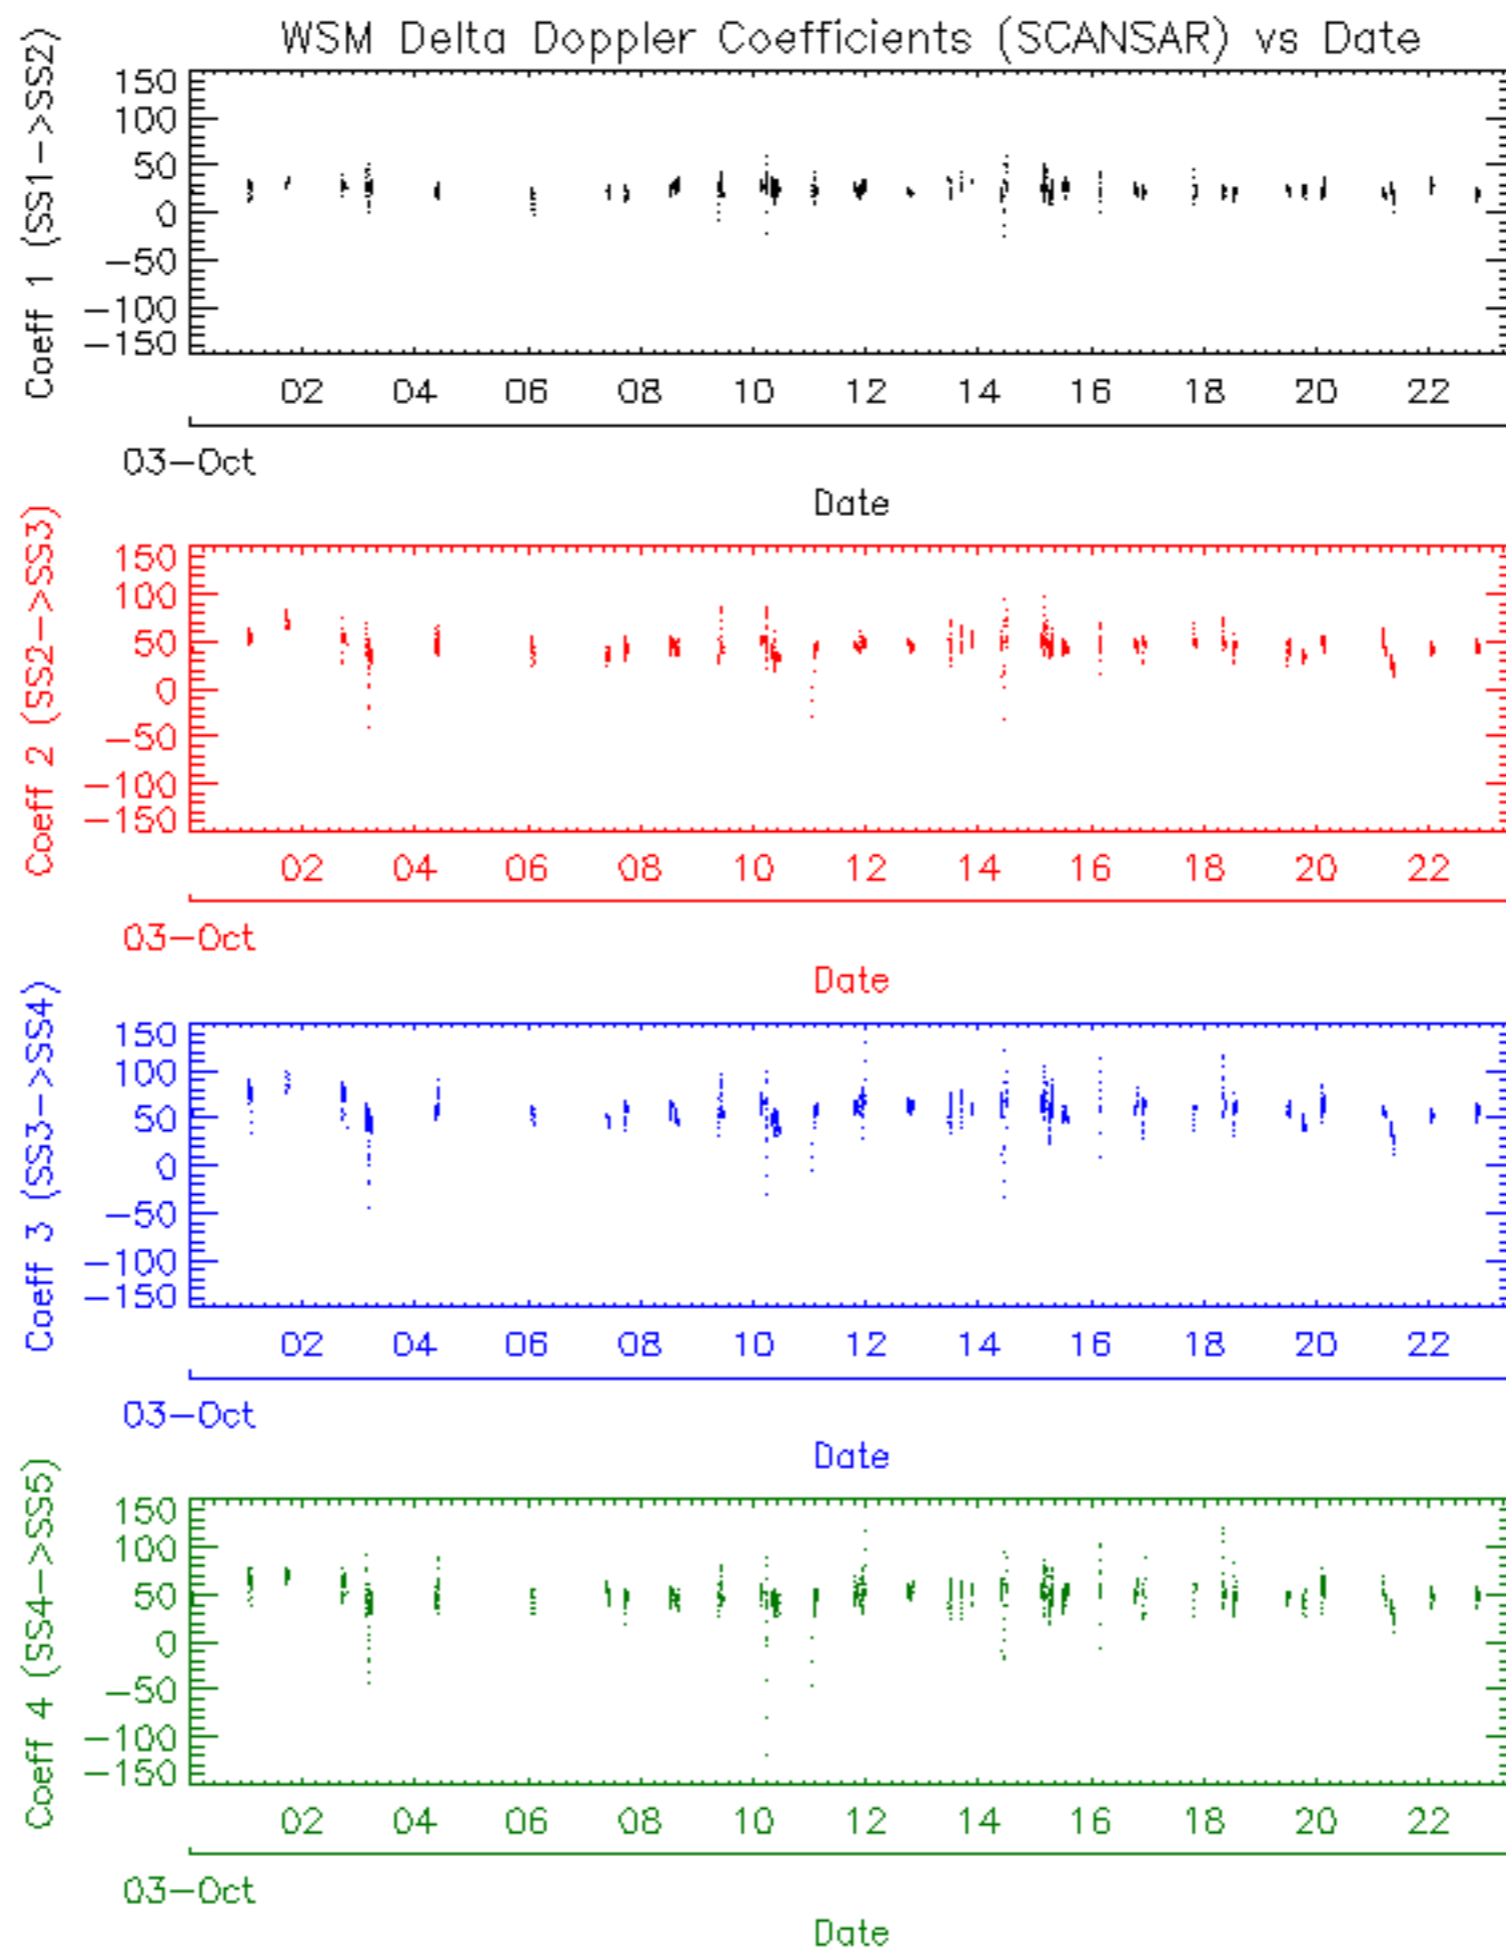 WSM Delta Doppler Coefficients (SCANSAR) vs Date
Coeff 1 (SS1->SS2)
150
100
50
0
-50
-100
-150
02 04 06 08 10 12 14 16 18 20 22
03-Oct
Date
Coeff 2 (SS2->SS3)
150
100
50
0
-50
-100
-150
02 04 06 08 10 12 14 16 18 20 22
03-Oct
Date
Coeff 3 (SS3->SS4)
150
100
50
0
-50
-100
-150
02 04 06 08 10 12 14 16 18 20 22
03-Oct
Date
Coeff 4 (SS4->SS5)
150
100
50
0
-50
-100
-150
02 04 06 08 10 12 14 16 18 20 22
03-Oct
Date